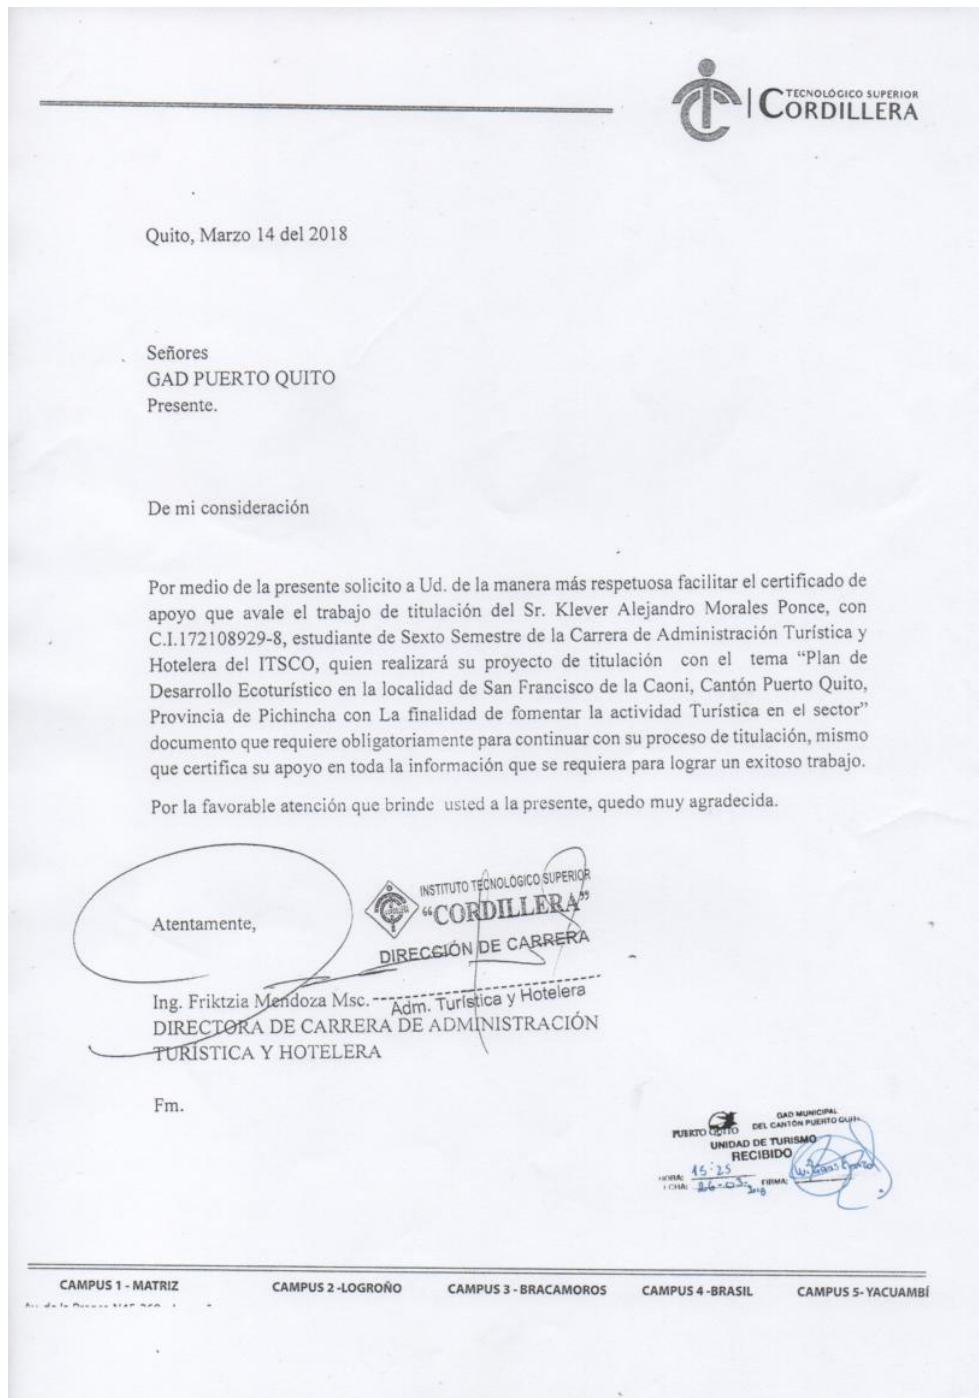 TECNOLÓGICO SUPERIOR
CORDILLERA
Quito, Marzo 14 del 2018
Señores
GAD PUERTO QUITO
Presente.
De mi consideración
Por medio de la presente solicito a Ud. de la manera más respetuosa facilitar el certificado de
apoyo que avale el trabajo de titulación del Sr. Klever Alejandro Morales Ponce, con
C.I.172108929-8, estudiante de Sexto Semestre de la Carrera de Administración Turística y
Hotelera del ITSCO, quien realizará su proyecto de titulación con el tema “Plan de
Desarrollo Ecoturístico en la localidad de San Francisco de la Caoni, Cantón Puerto Quito,
Provincia de Pichincha con La finalidad de fomentar la actividad Turística en el sector”
documento que requiere obligatoriamente para continuar con su proceso de titulación, mismo
que certifica su apoyo en toda la información que se requiera para lograr un exitoso trabajo.
Por la favorable atención que brinde usted a la presente, quedo muy agradecida.
INSTITUTO TECNOLÓGICO SUPERIOR
“CORDILLERA”
Atentamente,
DIRECCIÓN DE CARRERA
Ing. Friktzia Mendoza Msc.
Adm. Turística y Hotelera
DIRECTORA DE CARRERA DE ADMINISTRACIÓN
TURÍSTICA Y HOTELERA
Fm.
GAD MUNICIPAL
PUERTO QUITO DEL CANTÓN PUERTO QUITO
UNIDAD DE TURISMO
RECIBIDO
HORA: 15:25
FECHA: 26-03-2018 FIRMA:
CAMPUS 1 - MATRIZ CAMPUS 2 -LOGROÑO CAMPUS 3 - BRACAMOROS CAMPUS 4 -BRASIL CAMPUS 5- YACUAMBÍ